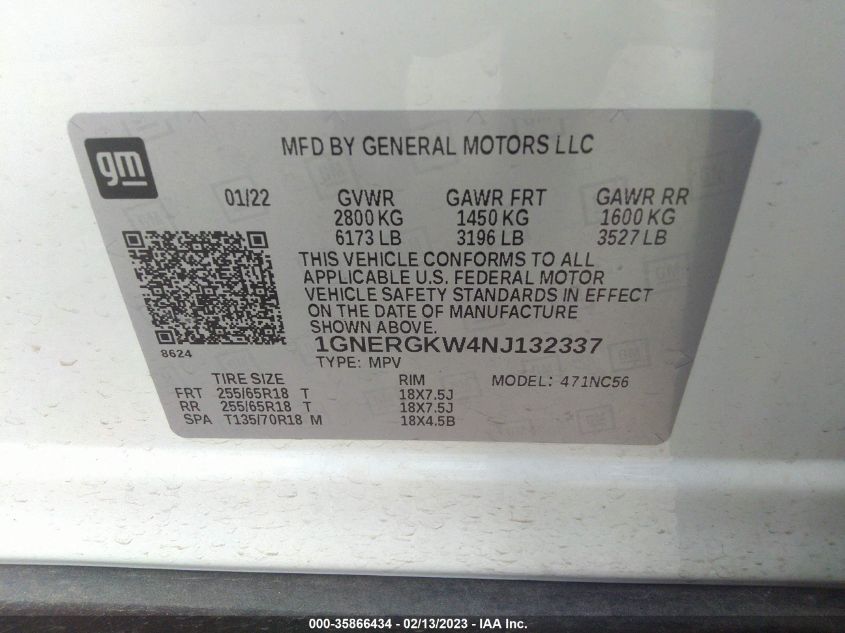 gm
MFD BY GENERAL MOTORS LLC
01/22 GVWR GAWR FRT GAWR RR
2800 KG 1450 KG 1600 KG
6173 LB 3196 LB 3527 LB
THIS VEHICLE CONFORMS TO ALL
APPLICABLE U.S. FEDERAL MOTOR
VEHICLE SAFETY STANDARDS IN EFFECT
ON THE DATE OF MANUFACTURE
SHOWN ABOVE.
8624
1GNERGKW4NJ132337
TYPE: MPV
TIRE SIZE RIM MODEL: 471NC56
FRT 255/65R18 T 18X7.5J
RR 255/65R18 T 18X7.5J
SPA T135/70R18 M 18X4.5B
000-35866434 - 02/13/2023 - IAA Inc.